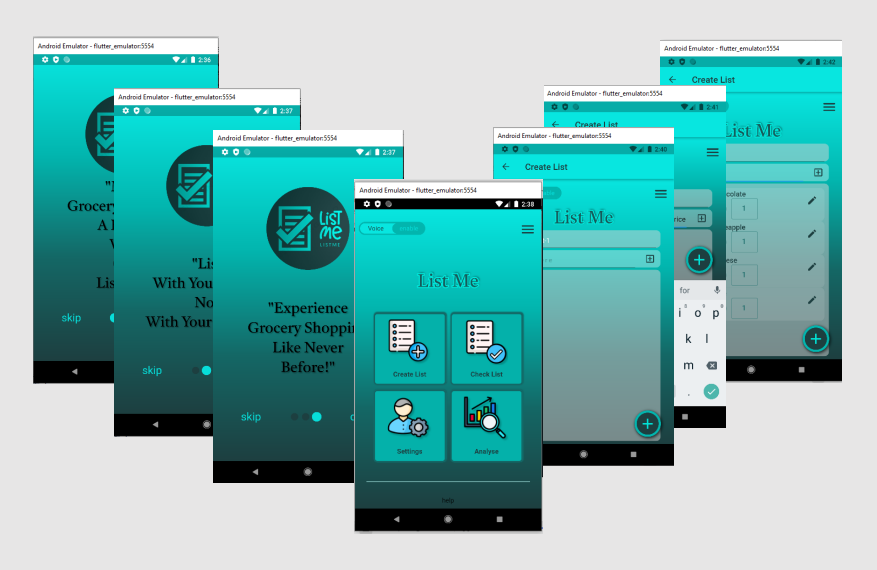 Android Emulator - flutter_emulator:5554
2:36
Grocery
skip
Android Emulator - flutter_emulator:5554
2:37
With You
With Your
skip
Android Emulator - flutter_emulator:5554
2:37
LiST
Me
LISTME
"Experience
Grocery Shoppi
Like Never
Before!"
skip
Android Emulator - flutter_emulator:5554
2:38
Voice
enable
List Me
Create List
Check List
Settings
Analyse
help
Android Emulator - flutter_emulator:5554
2:40
Create List
List Me
Android Emulator - flutter_emulator:5554
2:41
Create List
rice
for
i o p
k l
m
.
Android Emulator - flutter_emulator:5554
2:42
Create List
List Me
colate
1
eapple
1
ese
1
1